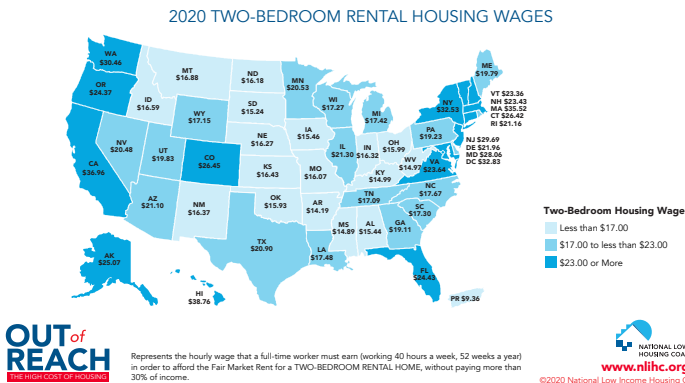 2020 TWO-BEDROOM RENTAL HOUSING WAGES
WA
$30.46
OR
$24.37
CA
$36.96
NV
$20.48
ID
$16.59
MT
$16.88
WY
$17.15
UT
$19.83
AZ
$21.10
CO
$26.45
NM
$16.37
ND
$16.18
SD
$15.24
NE
$16.27
KS
$16.43
OK
$15.93
TX
$20.90
MN
$20.53
IA
$15.46
MO
$16.07
AR
$14.19
LA
$17.48
WI
$17.27
IL
$21.30
MI
$17.42
IN
$16.32
OH
$15.99
KY
$14.99
TN
$17.09
MS
$14.89
AL
$15.44
GA
$19.11
FL
$24.43
SC
$17.30
NC
$17.67
VA
$23.64
WV
$14.97
PA
$19.23
NY
$32.53
ME
$19.79
VT $23.36
NH $23.43
MA $35.52
CT $26.42
RI $21.16
NJ $29.69
DE $21.96
MD $28.06
DC $32.83
AK
$25.07
HI
$38.76
PR $9.36
Two-Bedroom Housing Wage
Less than $17.00
$17.00 to less than $23.00
$23.00 or More
OUT of
REACH
THE HIGH COST OF HOUSING
Represents the hourly wage that a full-time worker must earn (working 40 hours a week, 52 weeks a year)
in order to afford the Fair Market Rent for a TWO-BEDROOM RENTAL HOME, without paying more than
30% of income.
NATIONAL LOW
HOUSING COA
www.nlihc.org
©2020 National Low Income Housing C